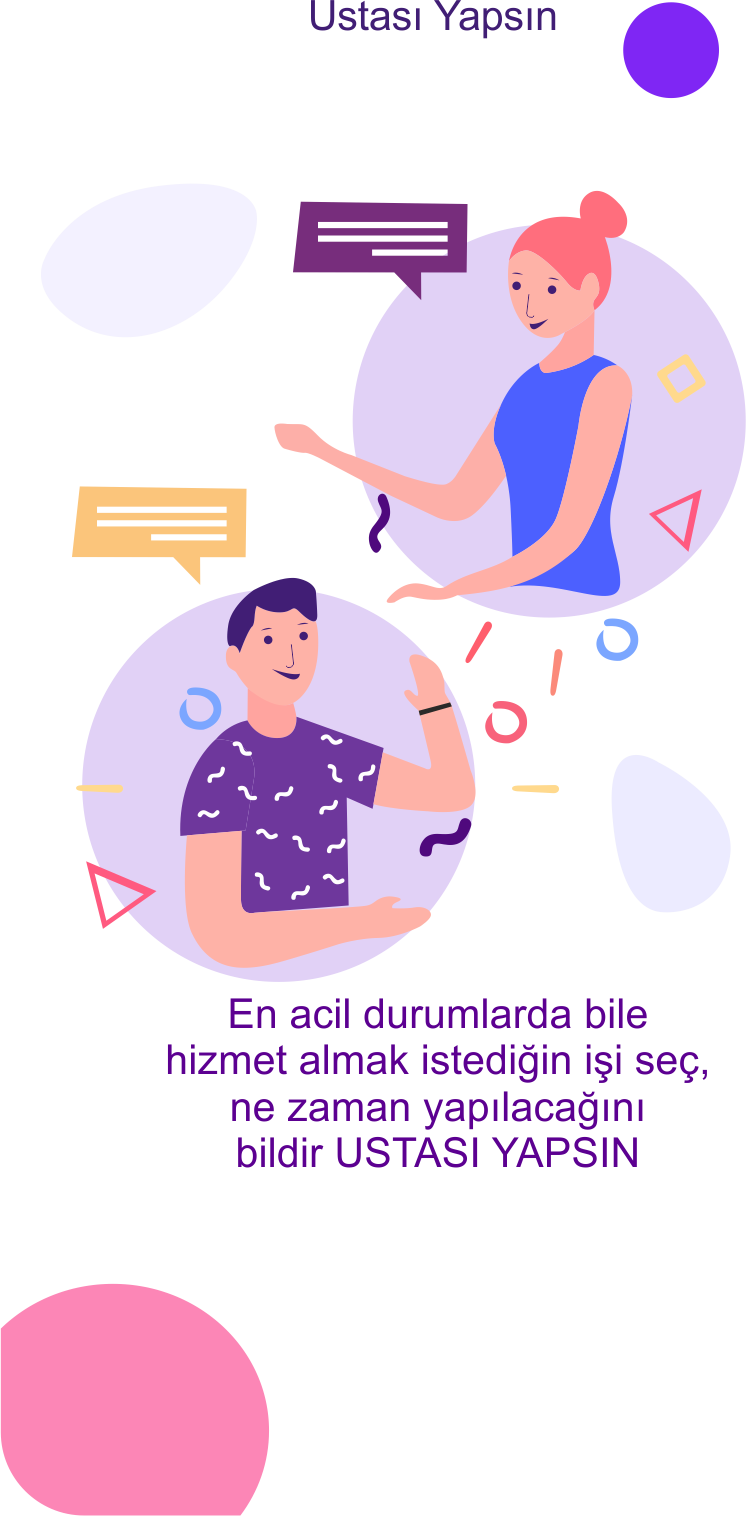 Ustası Yapsın
En acil durumlarda bile
hizmet almak istediğin işi seç,
ne zaman yapılacağını
bildir USTASI YAPSIN